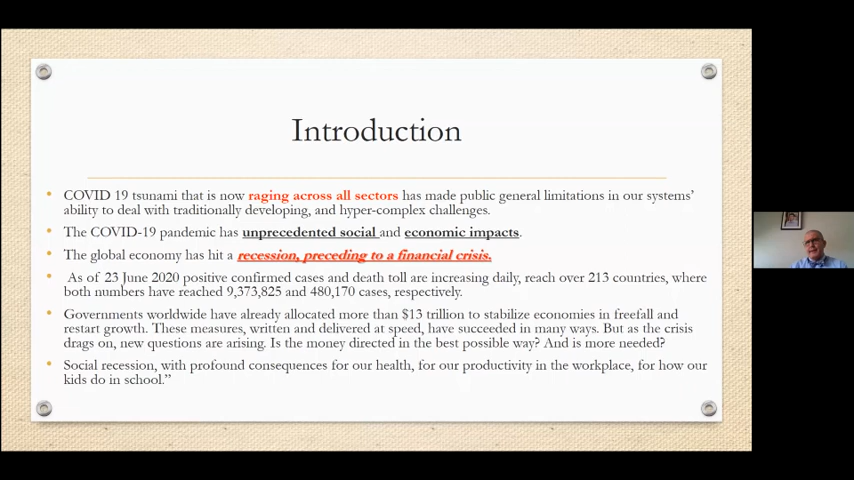 Introduction
COVID 19 tsunami that is now raging across all sectors has made public general limitations in our systems'
ability to deal with traditionally developing, and hyper-complex challenges.
The COVID-19 pandemic has unprecedented social and economic impacts.
The global economy has hit a recession, preceding to a financial crisis.
As of 23 June 2020 positive confirmed cases and death toll are increasing daily, reach over 213 countries, where
both numbers have reached 9,373,825 and 480,170 cases, respectively.
Governments worldwide have already allocated more than $13 trillion to stabilize economies in freefall and
restart growth. These measures, written and delivered at speed, have succeeded in many ways. But as the crisis
drags on, new questions are arising. Is the money directed in the best possible way? And is more needed?
Social recession, with profound consequences for our health, for our productivity in the workplace, for how our
kids do in school.”